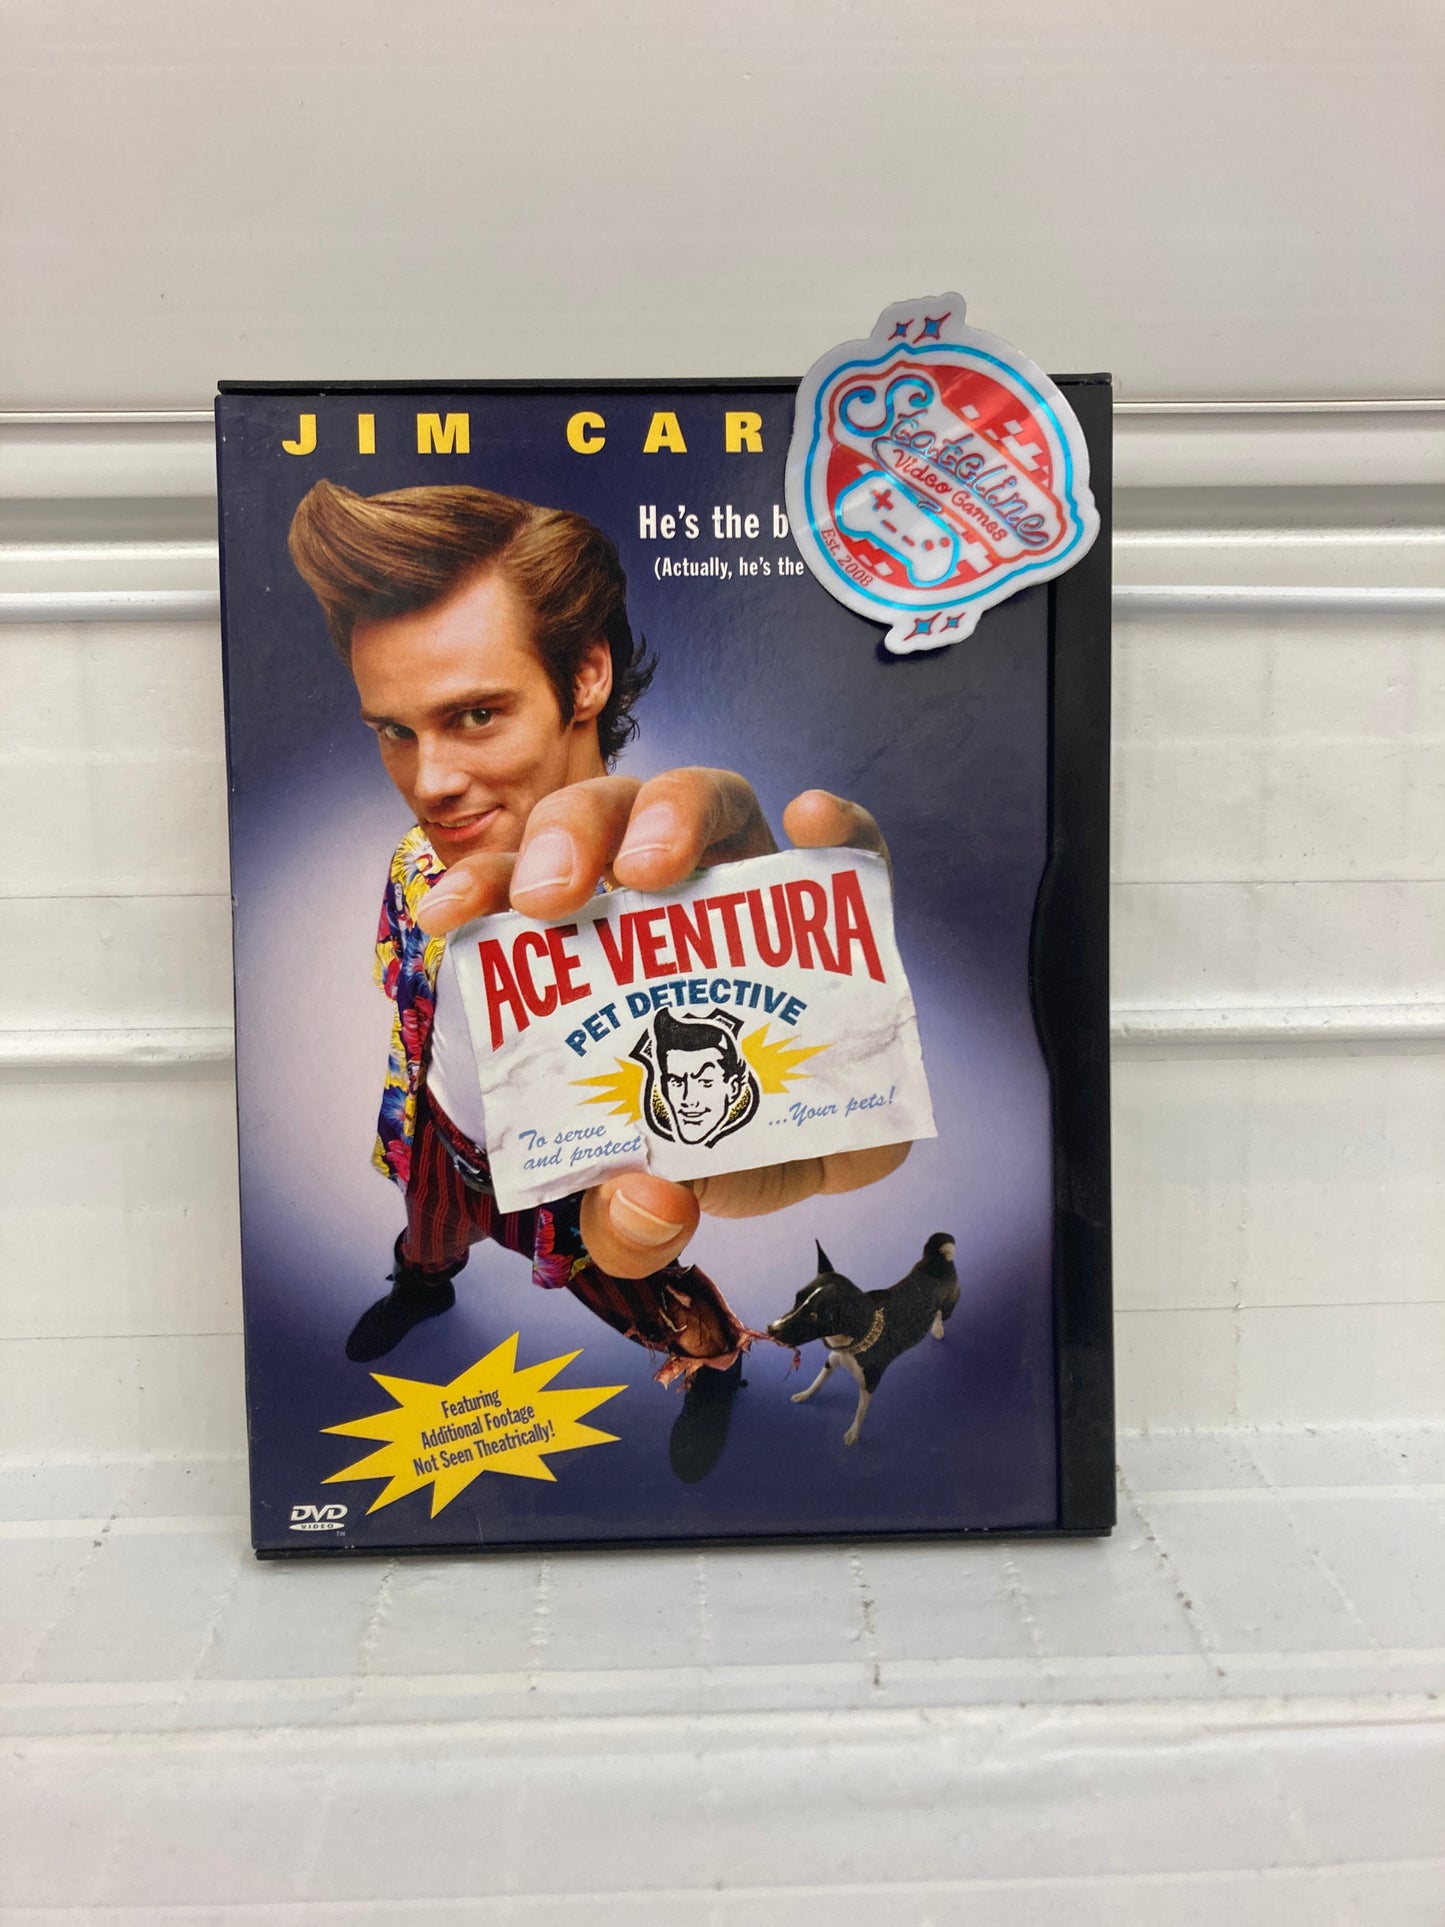 JIM CAR
He's the b
(Actually, he's the
Stateline
Video Games
Est. 2008
ACE VENTURA
PET DETECTIVE
To serve
and protect
...Your pets!
Featuring
Additional Footage
Not Seen Theatrically!
DVD
VIDEO
TM